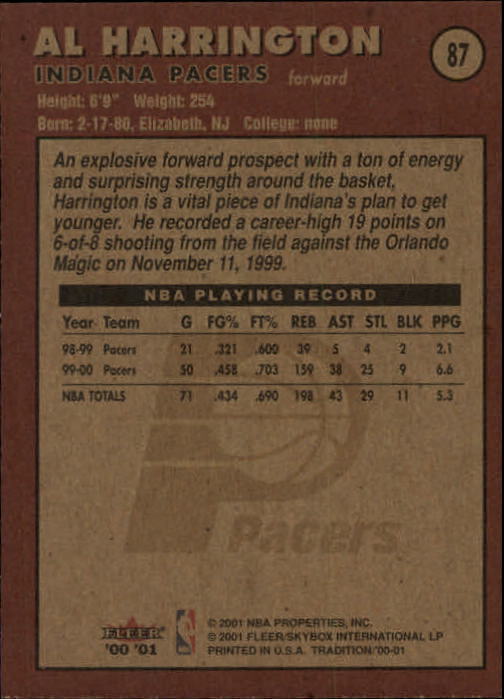 AL HARRINGTON
87
INDIANA PACERS forward
Height: 6'9" Weight: 254
Born: 2-17-80, Elizabeth, NJ College: none
An explosive forward prospect with a ton of energy
and surprising strength around the basket,
Harrington is a vital piece of Indiana's plan to get
younger. He recorded a career-high 19 points on
6-of-8 shooting from the field against the Orlando
Magic on November 11, 1999.
NBA PLAYING RECORD
Year Team G FG% FT% REB AST STL BLK PPG
98-99 Pacers 21 .321 .600 39 5 4 2 2.1
99-00 Pacers 50 .458 .703 159 38 25 9 6.6
NBA TOTALS 71 .434 .690 198 43 29 11 5.3
Pacers
FLEER
'00 '01
© 2001 NBA PROPERTIES, INC.
© 2001 FLEER/SKYBOX INTERNATIONAL LP
PRINTED IN U.S.A. TRADITION/'00-01